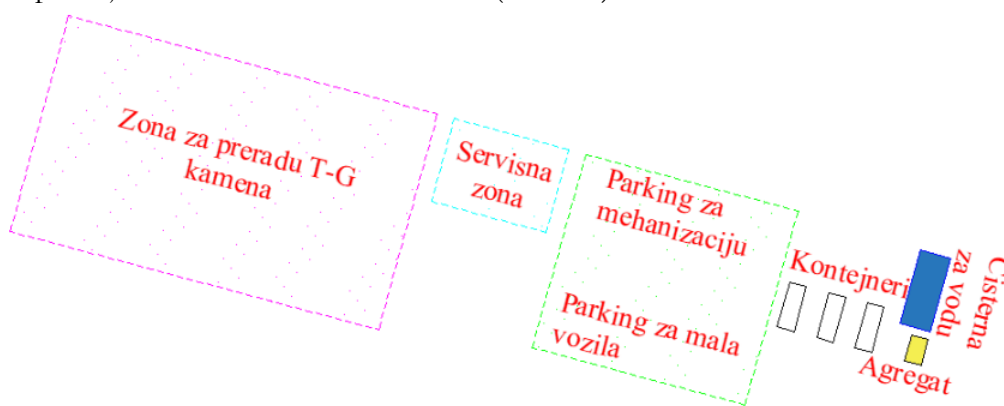 Zona za preradu T-G
kamena
Servisna
zona
Parking za
mehanizaciju
Parking za mala
vozila
Kontejneri
Cisterna
za vodu
Agregat